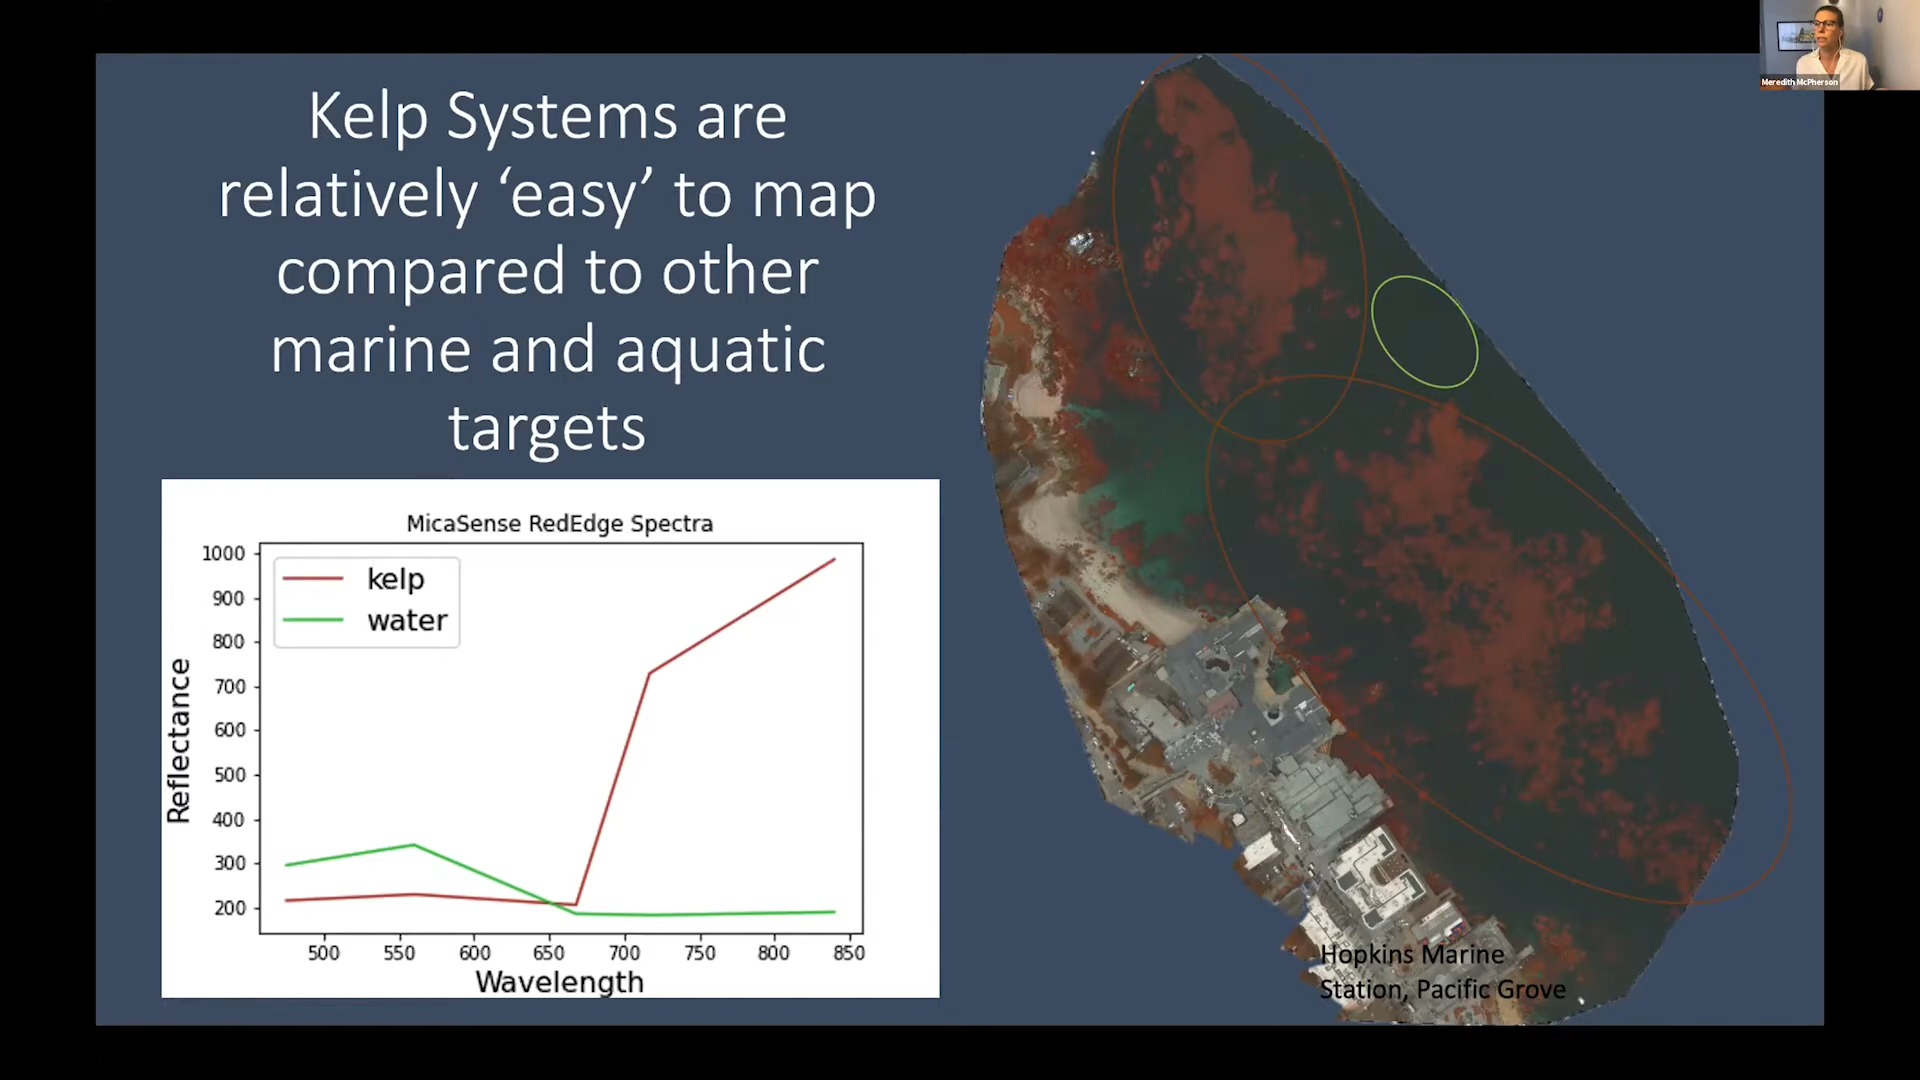 Kelp Systems are
relatively ‘easy’ to map
compared to other
marine and aquatic
targets
MicaSense RedEdge Spectra
kelp
water
Reflectance
1000
900
800
700
600
500
400
300
200
500 550 600 650 700 750 800 850
Wavelength
Hopkins Marine
Station, Pacific Grove
Meredith McPherson